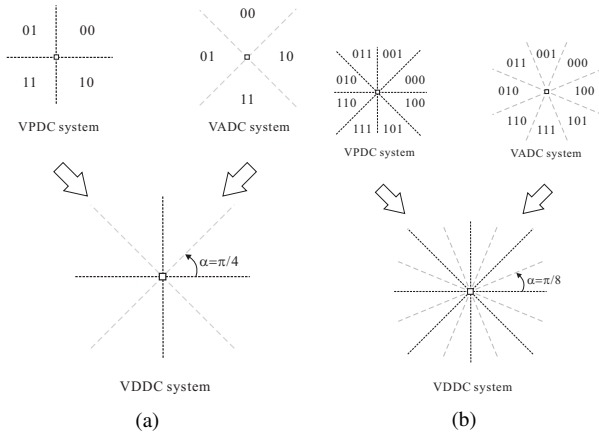 01 00
11 10
VPDC system
00
01 10
11
VADC system
α=π/4
VDDC system
(a)
011 001
010 000
110 100
111 101
VPDC system
001
011 000
010 100
110 101
111
VADC system
α=π/8
VDDC system
(b)